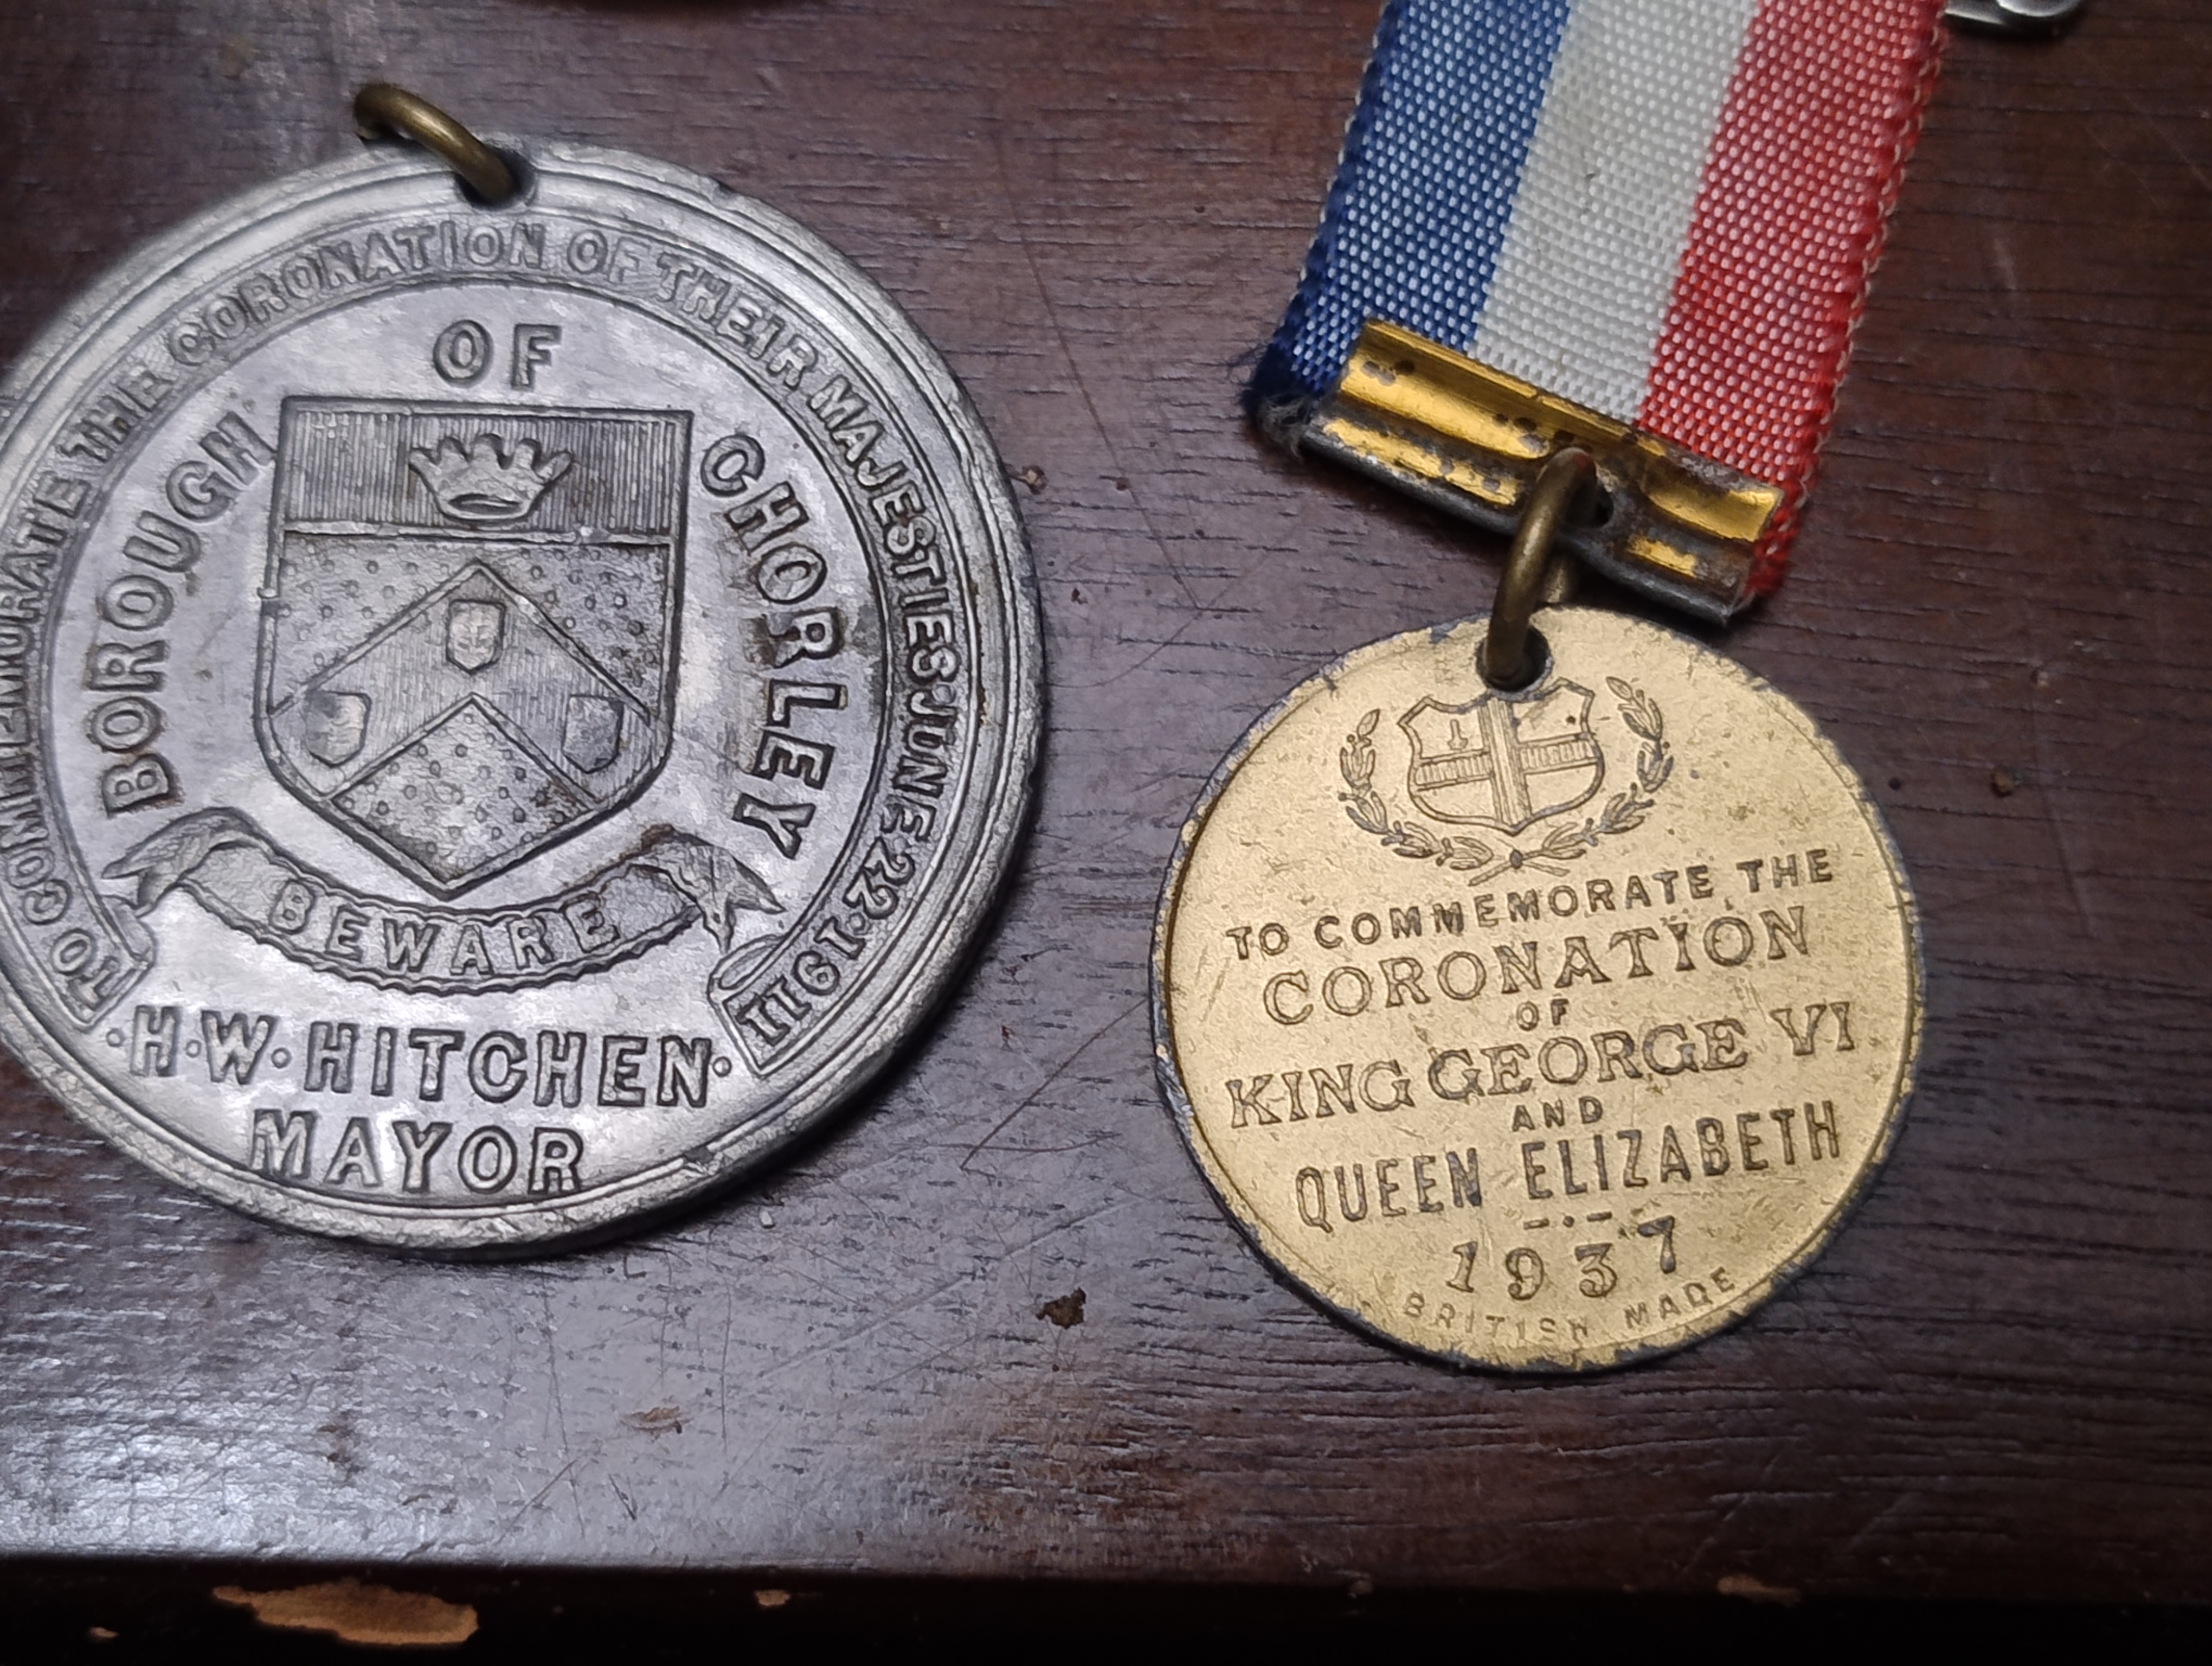 TO COMMEMORATE THE CORONATION OF THEIR MAJESTIES JUNE 22·1911
BOROUGH OF CHORLEY
BEWARE
·H·W·HITCHEN·
MAYOR
TO COMMEMORATE THE
CORONATION
OF
KING GEORGE VI
AND
QUEEN ELIZABETH
1937
BRITISH MADE